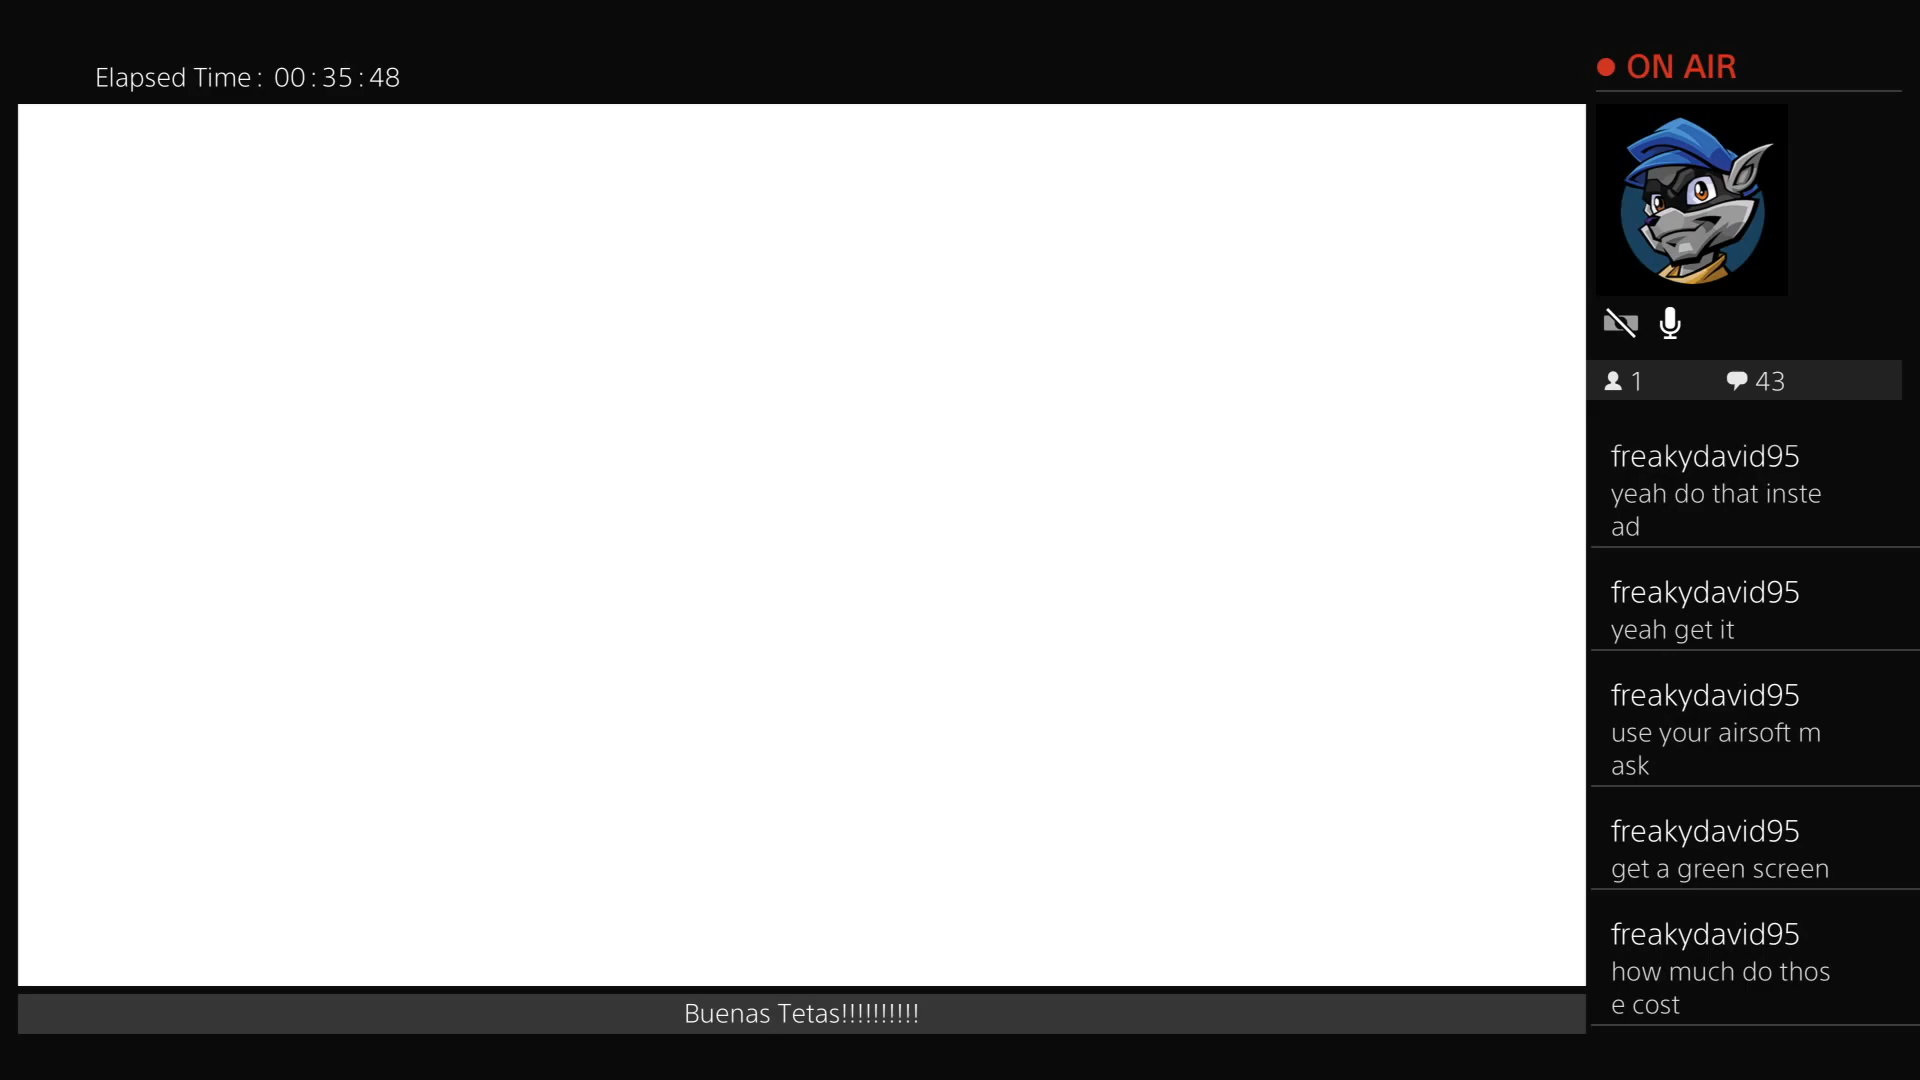 Elapsed Time: 00:35:48
ON AIR
1 43
freakydavid95
yeah do that inste
ad
freakydavid95
yeah get it
freakydavid95
use your airsoft m
ask
freakydavid95
get a green screen
freakydavid95
how much do thos
e cost
Buenas Tetas!!!!!!!!!!